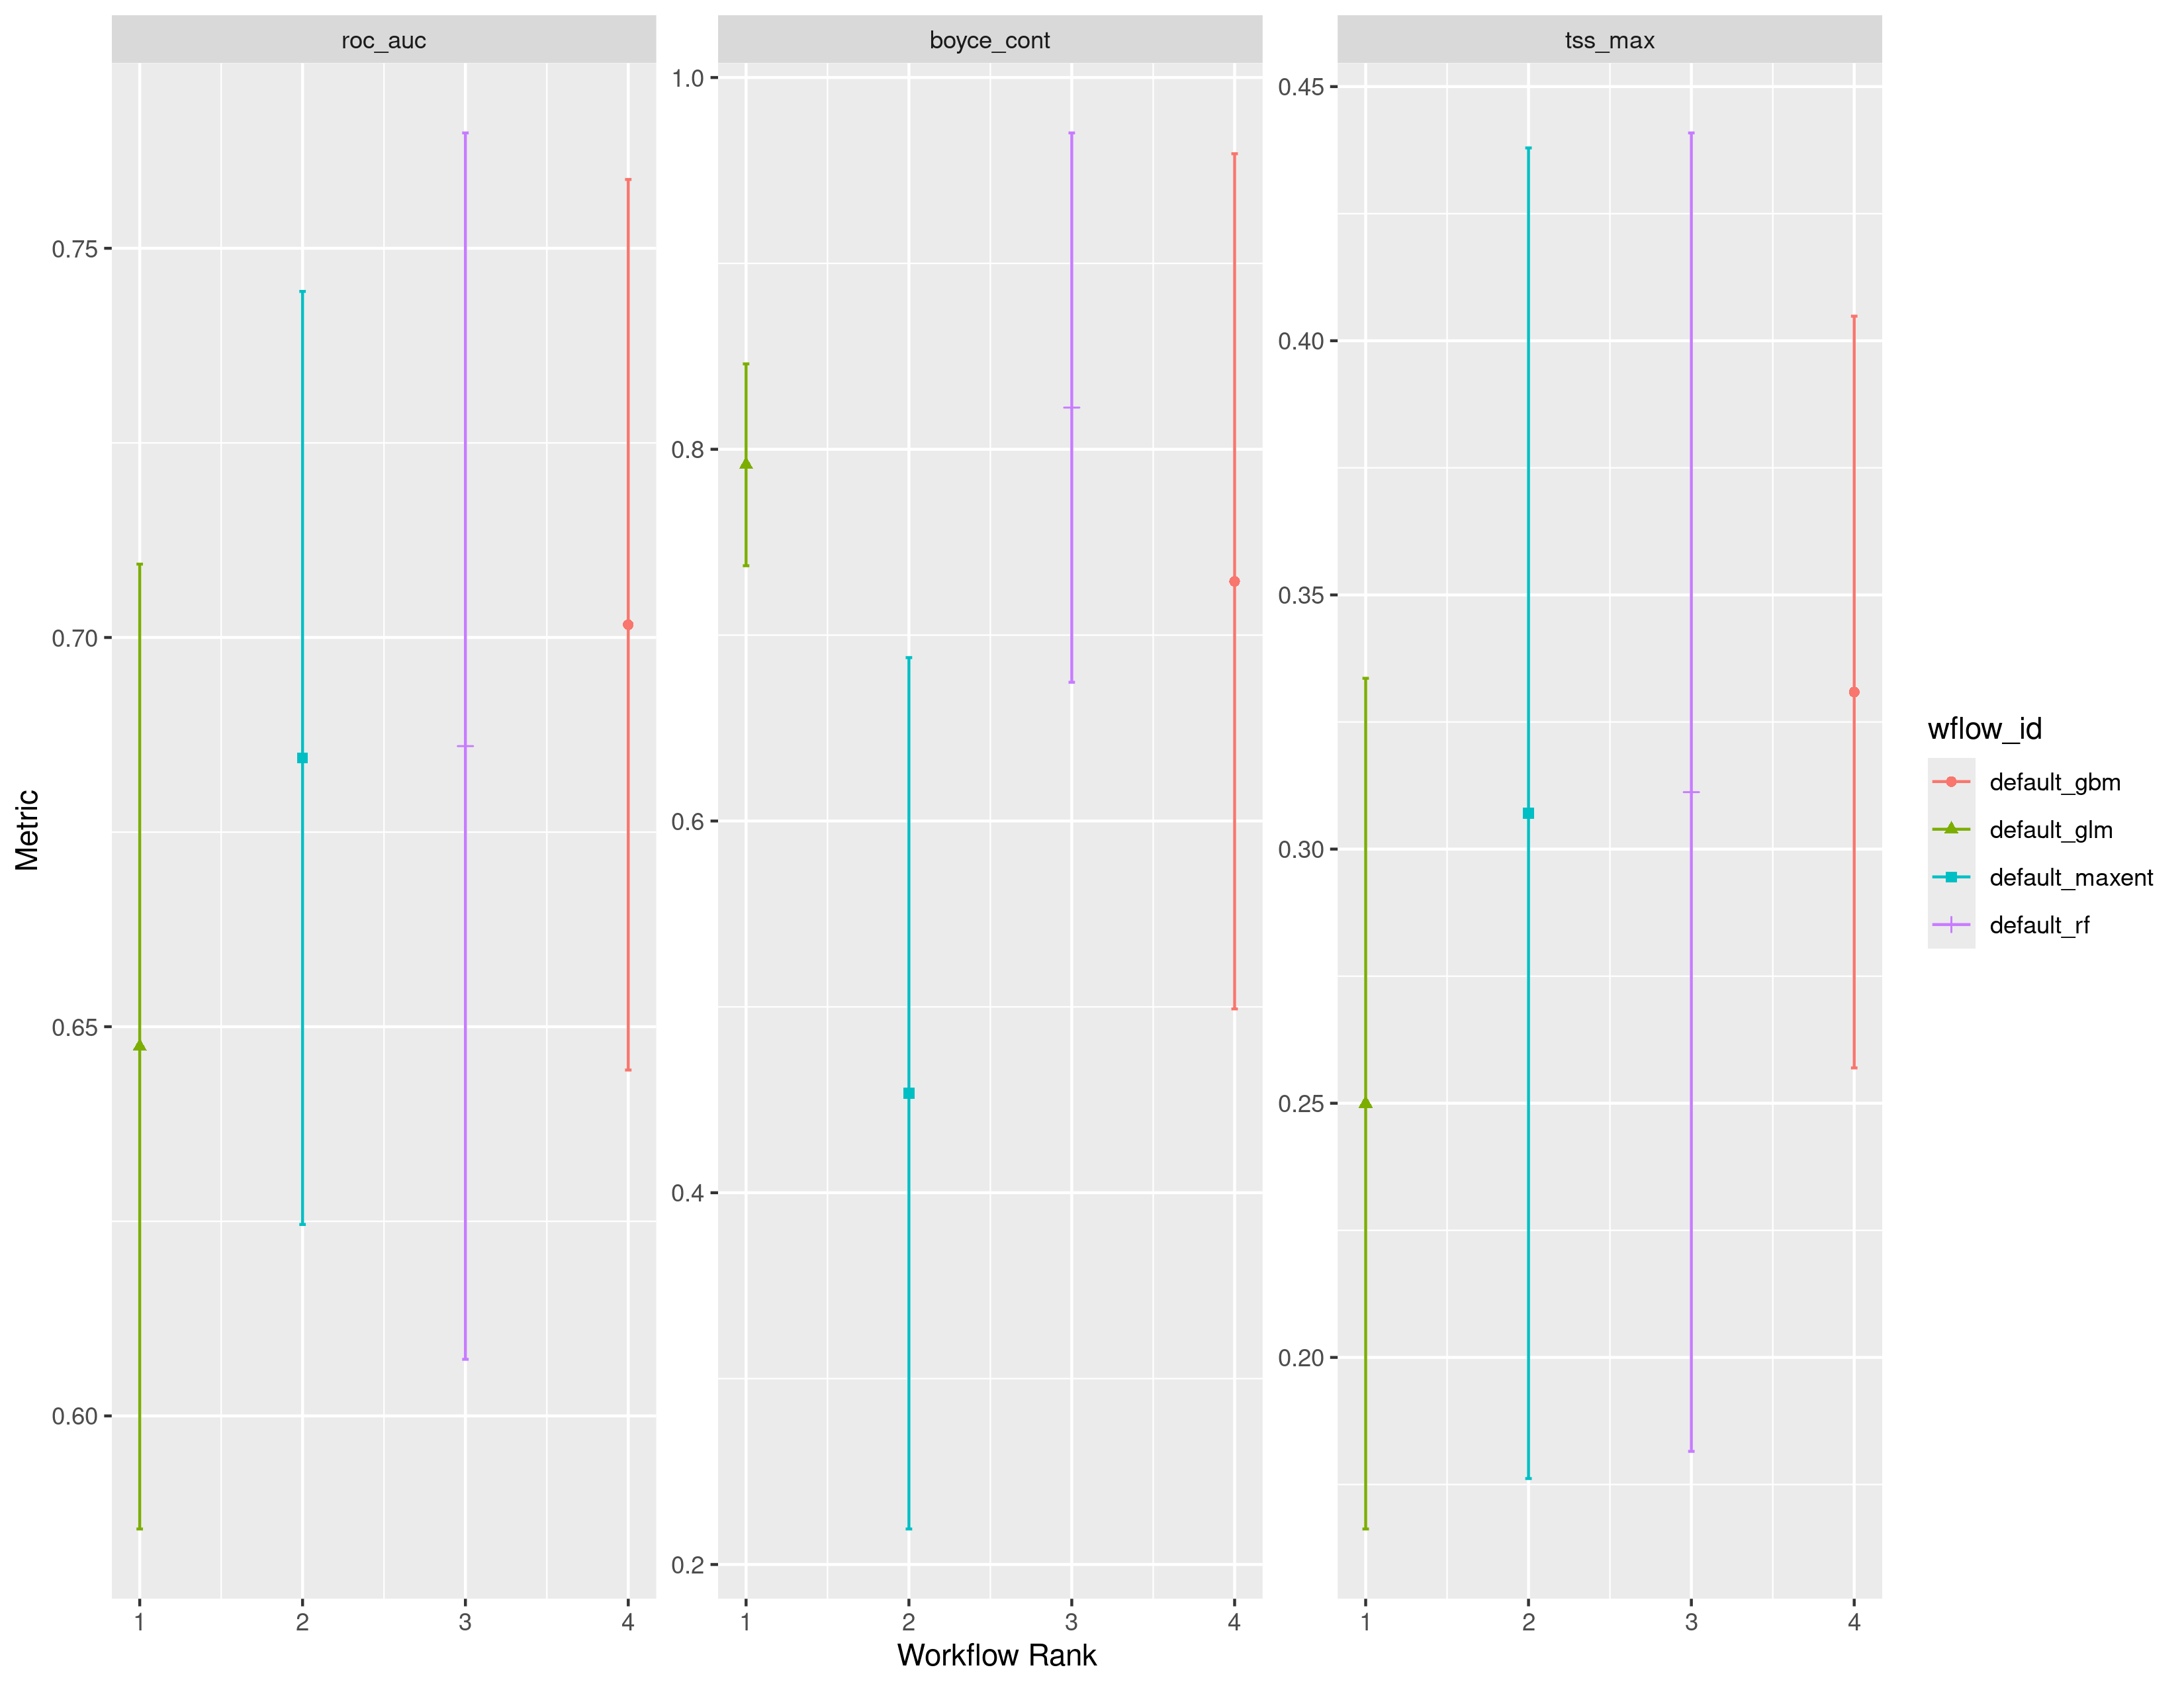 roc_auc
boyce_cont
tss_max
Metric
0.75
0.70
0.65
0.60
1.0
0.8
0.6
0.4
0.2
0.45
0.40
0.35
0.30
0.25
0.20
1 2 3 4
1 2 3 4
1 2 3 4
Workflow Rank
wflow_id
default_gbm
default_glm
default_maxent
default_rf